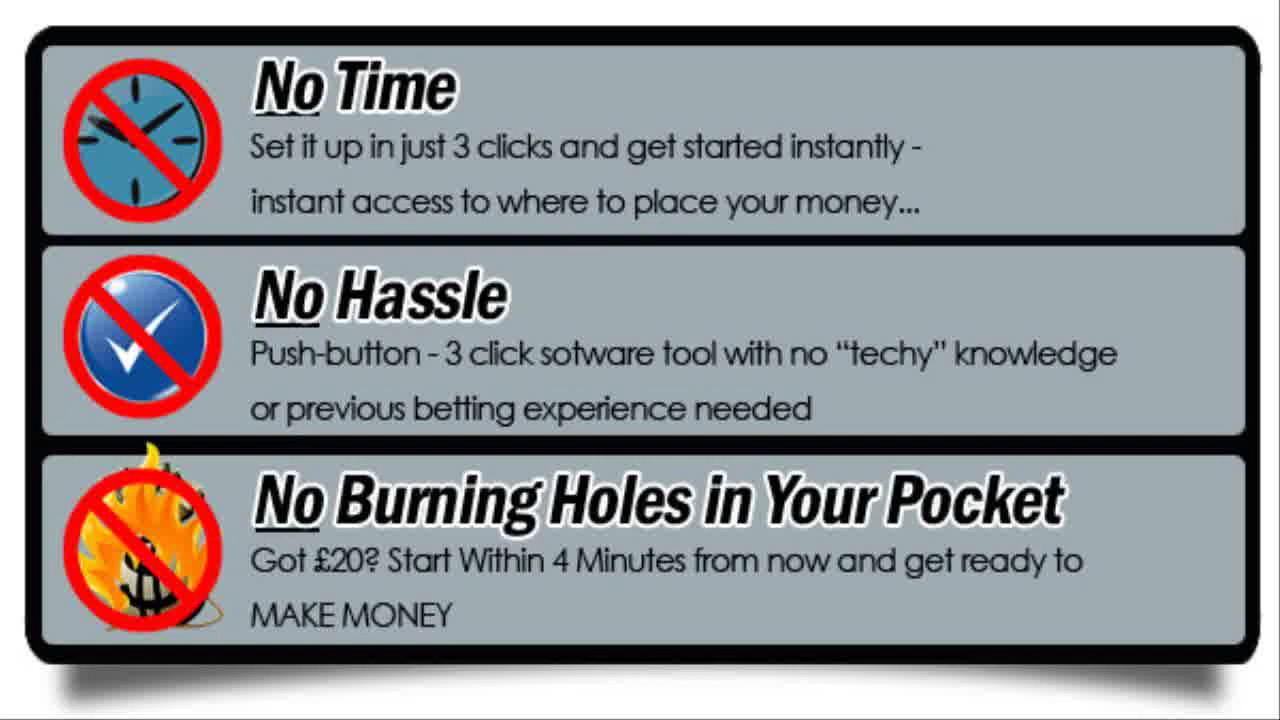 No Time
Set it up in just 3 clicks and get started instantly -
instant access to where to place your money...
No Hassle
Push-button - 3 click sotware tool with no “techy” knowledge
or previous betting experience needed
No Burning Holes in Your Pocket
Got £20? Start Within 4 Minutes from now and get ready to
MAKE MONEY